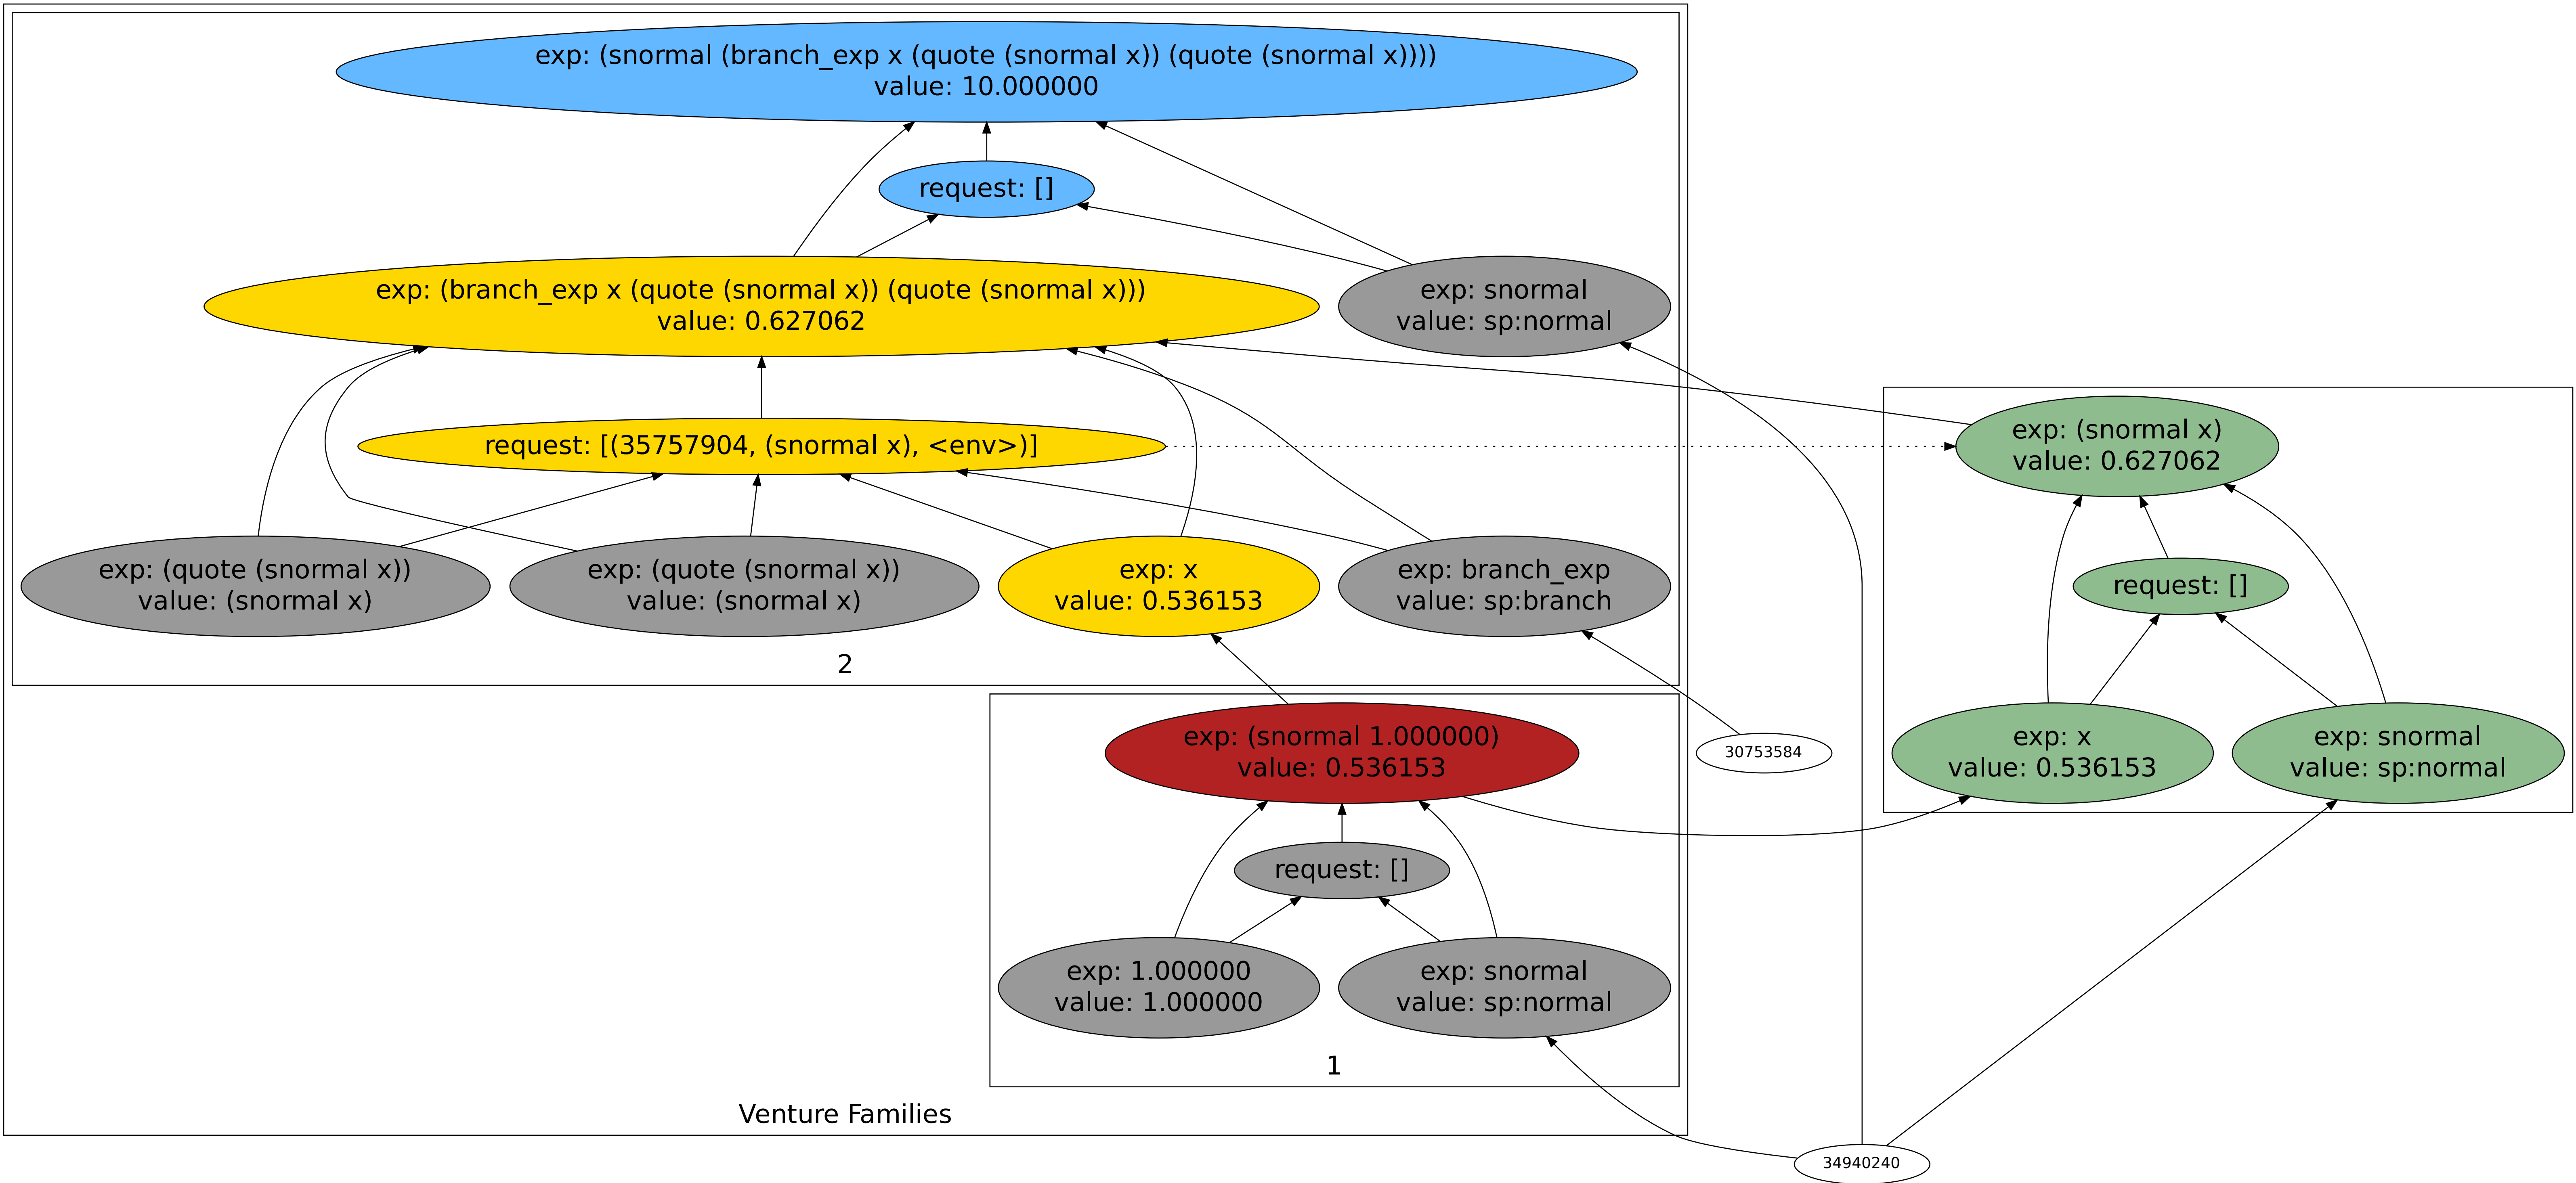 exp: (snormal (branch_exp x (quote (snormal x)) (quote (snormal x))))
value: 10.000000
request: []
exp: (branch_exp x (quote (snormal x)) (quote (snormal x)))
value: 0.627062
exp: snormal
value: sp:normal
request: [(35757904, (snormal x), <env>)]
exp: (snormal x)
value: 0.627062
exp: (quote (snormal x))
value: (snormal x)
exp: (quote (snormal x))
value: (snormal x)
exp: x
value: 0.536153
exp: branch_exp
value: sp:branch
request: []
2
exp: (snormal 1.000000)
value: 0.536153
30753584
exp: x
value: 0.536153
exp: snormal
value: sp:normal
request: []
exp: 1.000000
value: 1.000000
exp: snormal
value: sp:normal
1
Venture Families
34940240